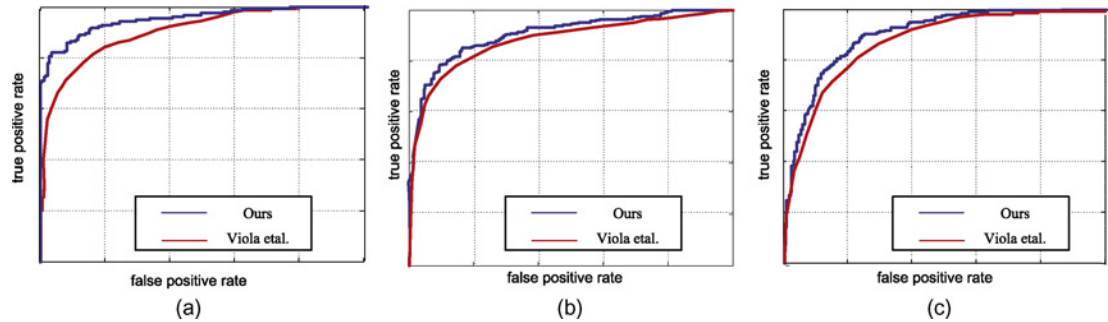 true positive rate
Ours
Viola etal.
false positive rate
(a)
true positive rate
Ours
Viola etal.
false positive rate
(b)
true positive rate
Ours
Viola etal.
false positive rate
(c)